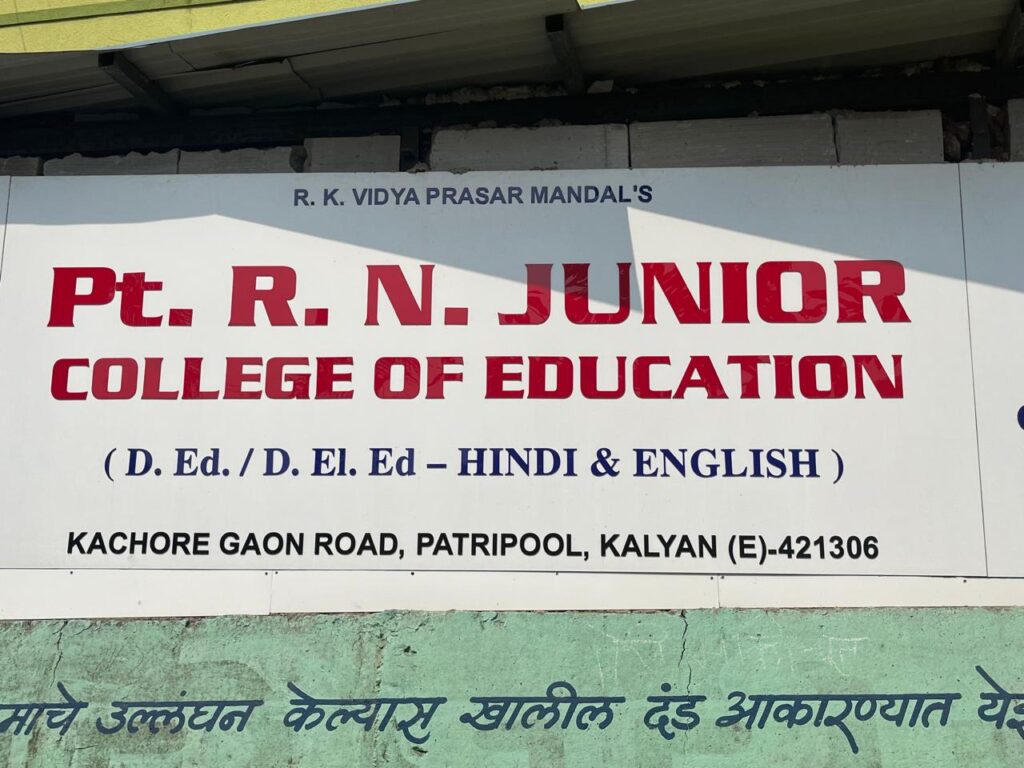 R. K. VIDYA PRASAR MANDAL'S
Pt. R. N. JUNIOR
COLLEGE OF EDUCATION
( D. Ed. / D. El. Ed – HINDI & ENGLISH )
KACHORE GAON ROAD, PATRIPOOL, KALYAN (E)-421306
उल्लंघन केल्यास खालील दंड आकारण्यात